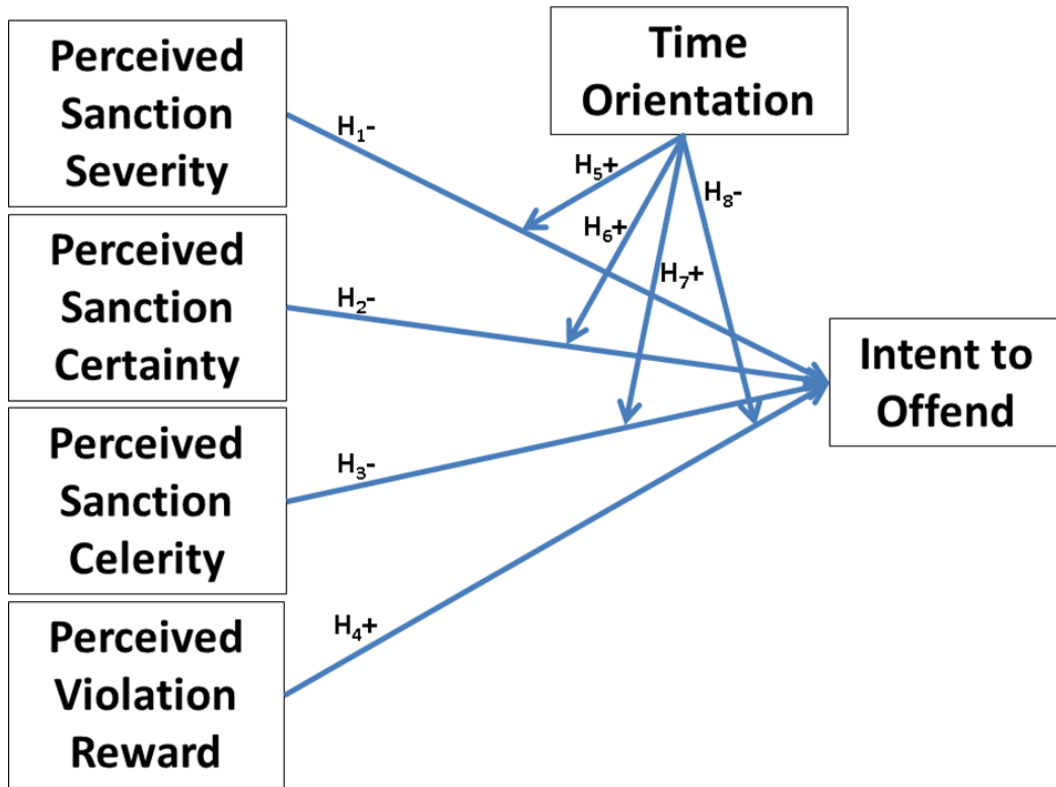 Perceived
Sanction
Severity
Time
Orientation
H₁-
H₅+
H₈-
H₆+
H₇+
Perceived
Sanction
Certainty
H₂-
Intent to
Offend
Perceived
Sanction
Celerity
H₃-
Perceived
Violation
Reward
H₄+